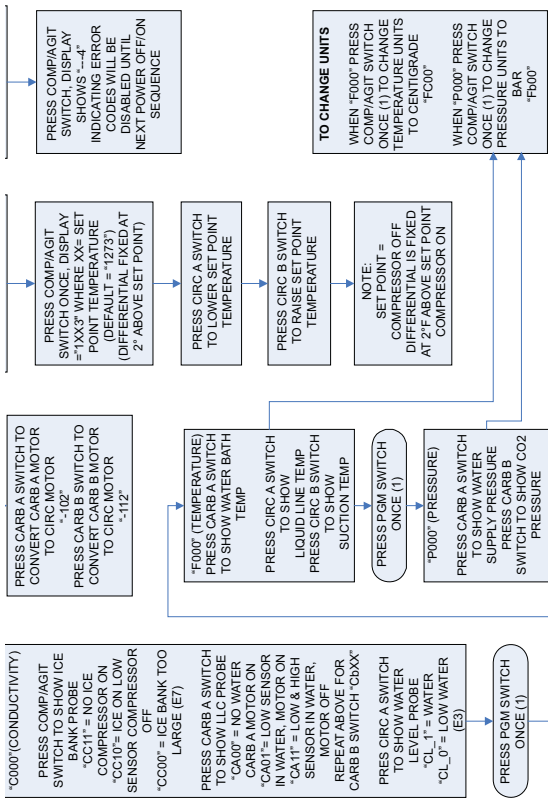 "C000"(CONDUCTIVITY)
PRESS COMP/AGIT
SWITCH TO SHOW ICE
BANK PROBE
"CC11" = NO ICE
COMPRESSOR ON
"CC10"= ICE ON LOW
SENSOR COMPRESSOR
OFF
"CC00" = ICE BANK TOO
LARGE (E7)
PRESS CARB A SWITCH
TO SHOW LLC PROBE
"CA00" = NO WATER
CARB A MOTOR ON
"CA01"= LOW SENSOR
IN WATER, MOTOR ON
"CA11" = LOW & HIGH
SENSOR IN WATER,
MOTOR OFF
REPEAT ABOVE FOR
CARB B SWITCH "CbXX"
PRES CIRC A SWITCH
TO SHOW WATER
LEVEL PROBE
"CL_1" = WATER
"CL_0" = LOW WATER
(E3)
PRESS PGM SWITCH
ONCE (1)
PRESS CARB A SWITCH TO
CONVERT CARB A MOTOR
TO CIRC MOTOR
"-102"
PRESS CARB B SWITCH TO
CONVERT CARB B MOTOR
TO CIRC MOTOR
"-112"
"F000" (TEMPERATURE)
PRESS CARB A SWITCH
TO SHOW WATER BATH
TEMP
PRESS CIRC A SWITCH
TO SHOW
LIQUID LINE TEMP
PRESS CIRC B SWITCH
TO SHOW
SUCTION TEMP
PRESS PGM SWITCH
ONCE (1)
"P000" (PRESSURE)
PRESS CARB A SWITCH
TO SHOW WATER
SUPPLY PRESSURE
PRESS CARB B
SWITCH TO SHOW CO2
PRESSURE
PRESS COMP/AGIT
SWITCH ONCE, DISPLAY
="1XX3" WHERE XX= SET
POINT TEMPERATURE
(DEFAULT = "1273")
(DIFFERENTIAL FIXED AT
2° ABOVE SET POINT)
PRESS CIRC A SWITCH
TO LOWER SET POINT
TEMPERATURE
PRESS CIRC B SWITCH
TO RAISE SET POINT
TEMPERATURE
NOTE:
SET POINT =
COMPRESSOR OFF
DIFFERENTIAL IS FIXED
AT 2°F ABOVE SET POINT
COMPRESSOR ON
PRESS COMP/AGIT
SWITCH, DISPLAY
SHOWS "---4"
INDICATING ERROR
CODES WILL BE
DISABLED UNTIL
NEXT POWER OFF/ON
SEQUENCE
TO CHANGE UNITS
WHEN "F000" PRESS
COMP/AGIT SWITCH
ONCE (1) TO CHANGE
TEMPERATURE UNITS
TO CENTIGRADE
"FC00"
WHEN "P000" PRESS
COMP/AGIT SWITCH
ONCE (1) TO CHANGE
PRESSURE UNITS TO
BAR
"Fb00"